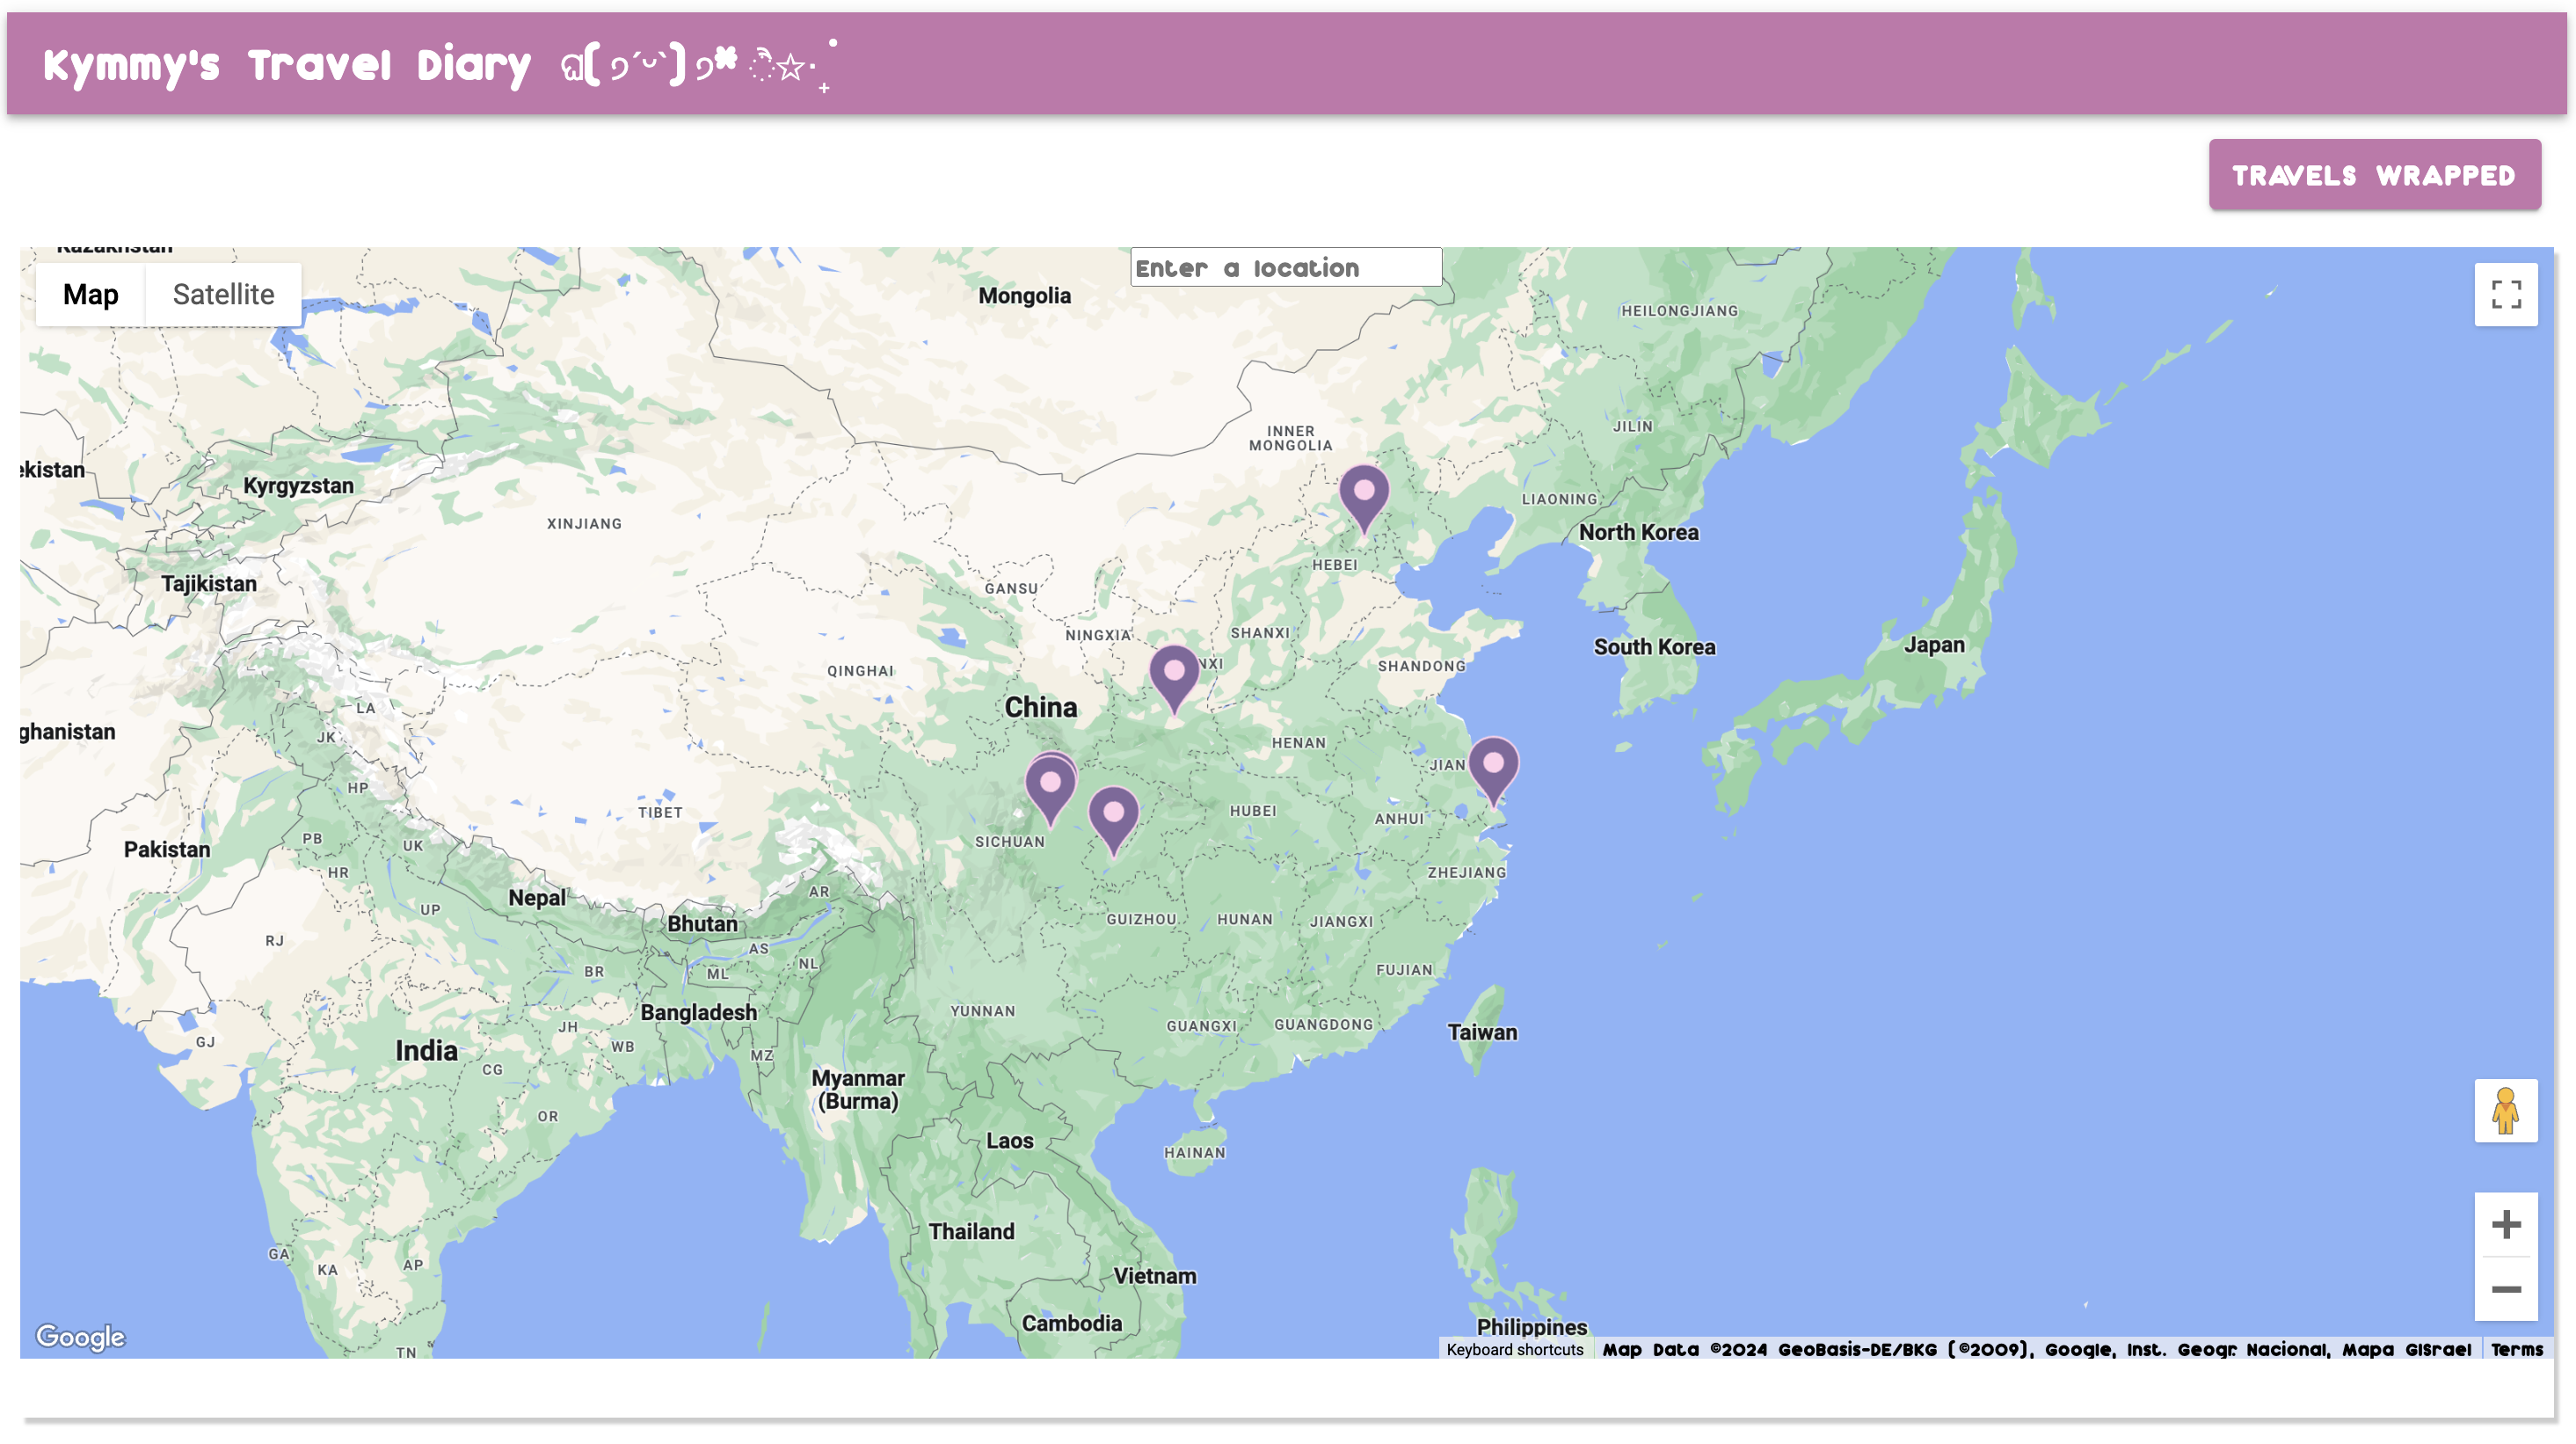 Kymmy's Travel Diary ଘ(੭ˊᵕˋ)੭* ੈ✩‧₊˚
TRAVELS WRAPPED
Kazakhstan
Map
Satellite
Enter a location
Mongolia
HEILONGJIANG
INNER
MONGOLIA
JILIN
ekistan
Kyrgyzstan
LIAONING
XINJIANG
North Korea
HEBEI
Tajikistan
GANSU
NINGXIA
SHANXI
South Korea
Japan
NXI
SHANDONG
QINGHAI
LA
China
ghanistan
JK
HENAN
JIAN
HP
TIBET
HUBEI
ANHUI
PB
UK
SICHUAN
Pakistan
HR
ZHEJIANG
AR
Nepal
UP
GUIZHOU
HUNAN
JIANGXI
Bhutan
RJ
AS
NL
BR
ML
FUJIAN
Bangladesh
YUNNAN
JH
GUANGXI
GUANGDONG
Taiwan
GJ
India
WB
MZ
CG
Myanmar
(Burma)
OR
Laos
HAINAN
Thailand
GA
KA
AP
Vietnam
Cambodia
Philippines
Google
TN
Keyboard shortcuts
Map Data ©2024 GeoBasis-DE/BKG (©2009), Google, Inst. Geogr. Nacional, Mapa GISrael
Terms